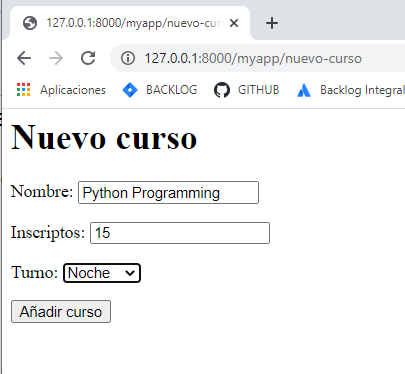 127.0.0.1:8000/myapp/nuevo-cur
127.0.0.1:8000/myapp/nuevo-curso
Aplicaciones BACKLOG GITHUB Backlog Integral
Nuevo curso
Nombre: Python Programming
Inscriptos: 15
Turno: Noche
Añadir curso